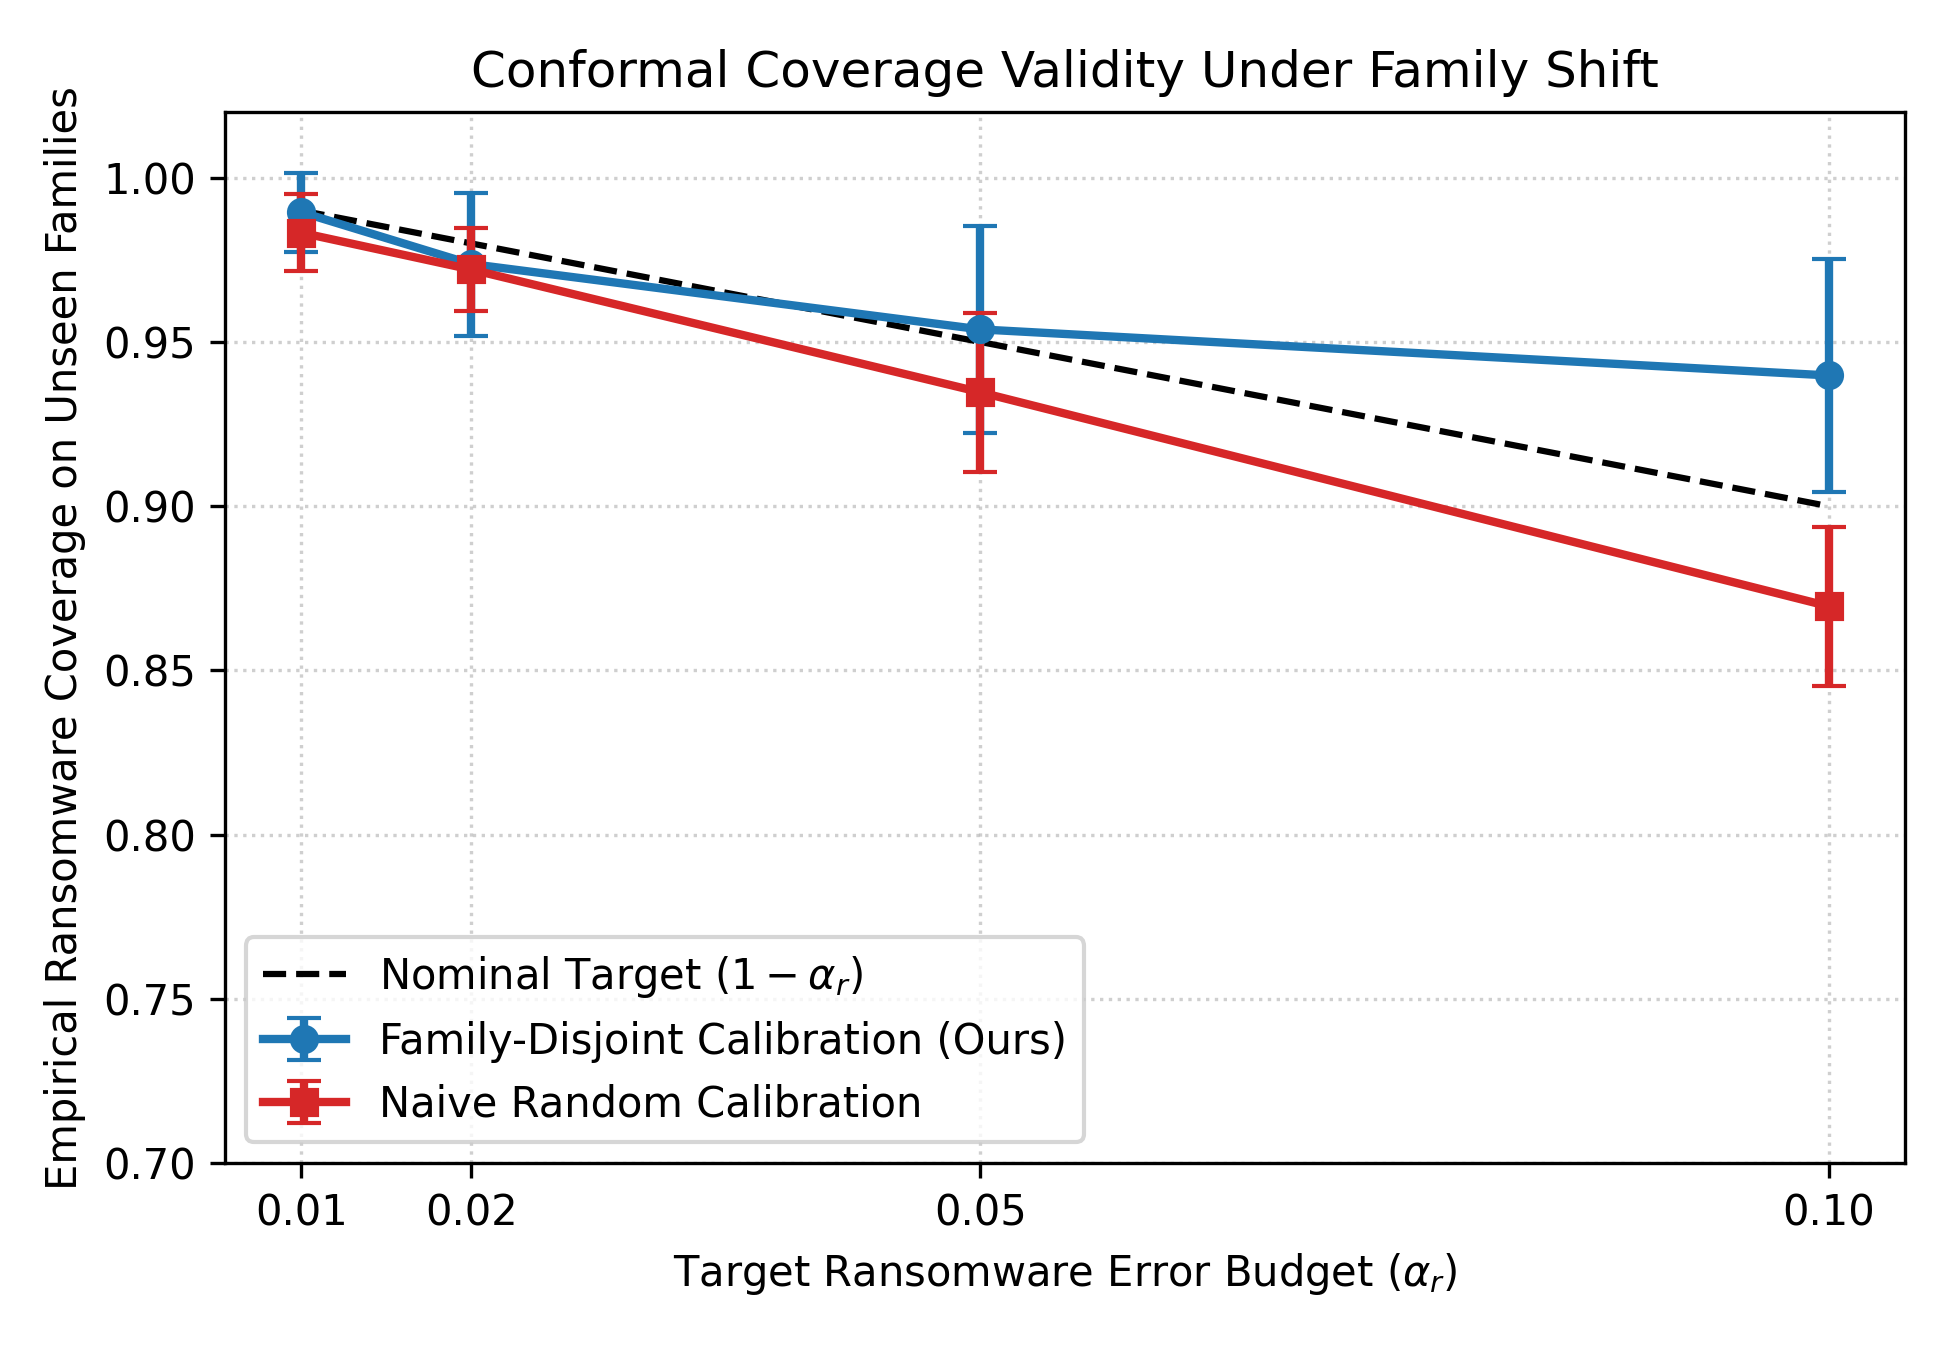 Conformal Coverage Validity Under Family Shift
Empirical Ransomware Coverage on Unseen Families
1.00
0.95
0.90
0.85
0.80
0.75
0.70
Nominal Target (1 − αᵣ)
Family-Disjoint Calibration (Ours)
Naive Random Calibration
0.01 0.02 0.05 0.10
Target Ransomware Error Budget (αᵣ)